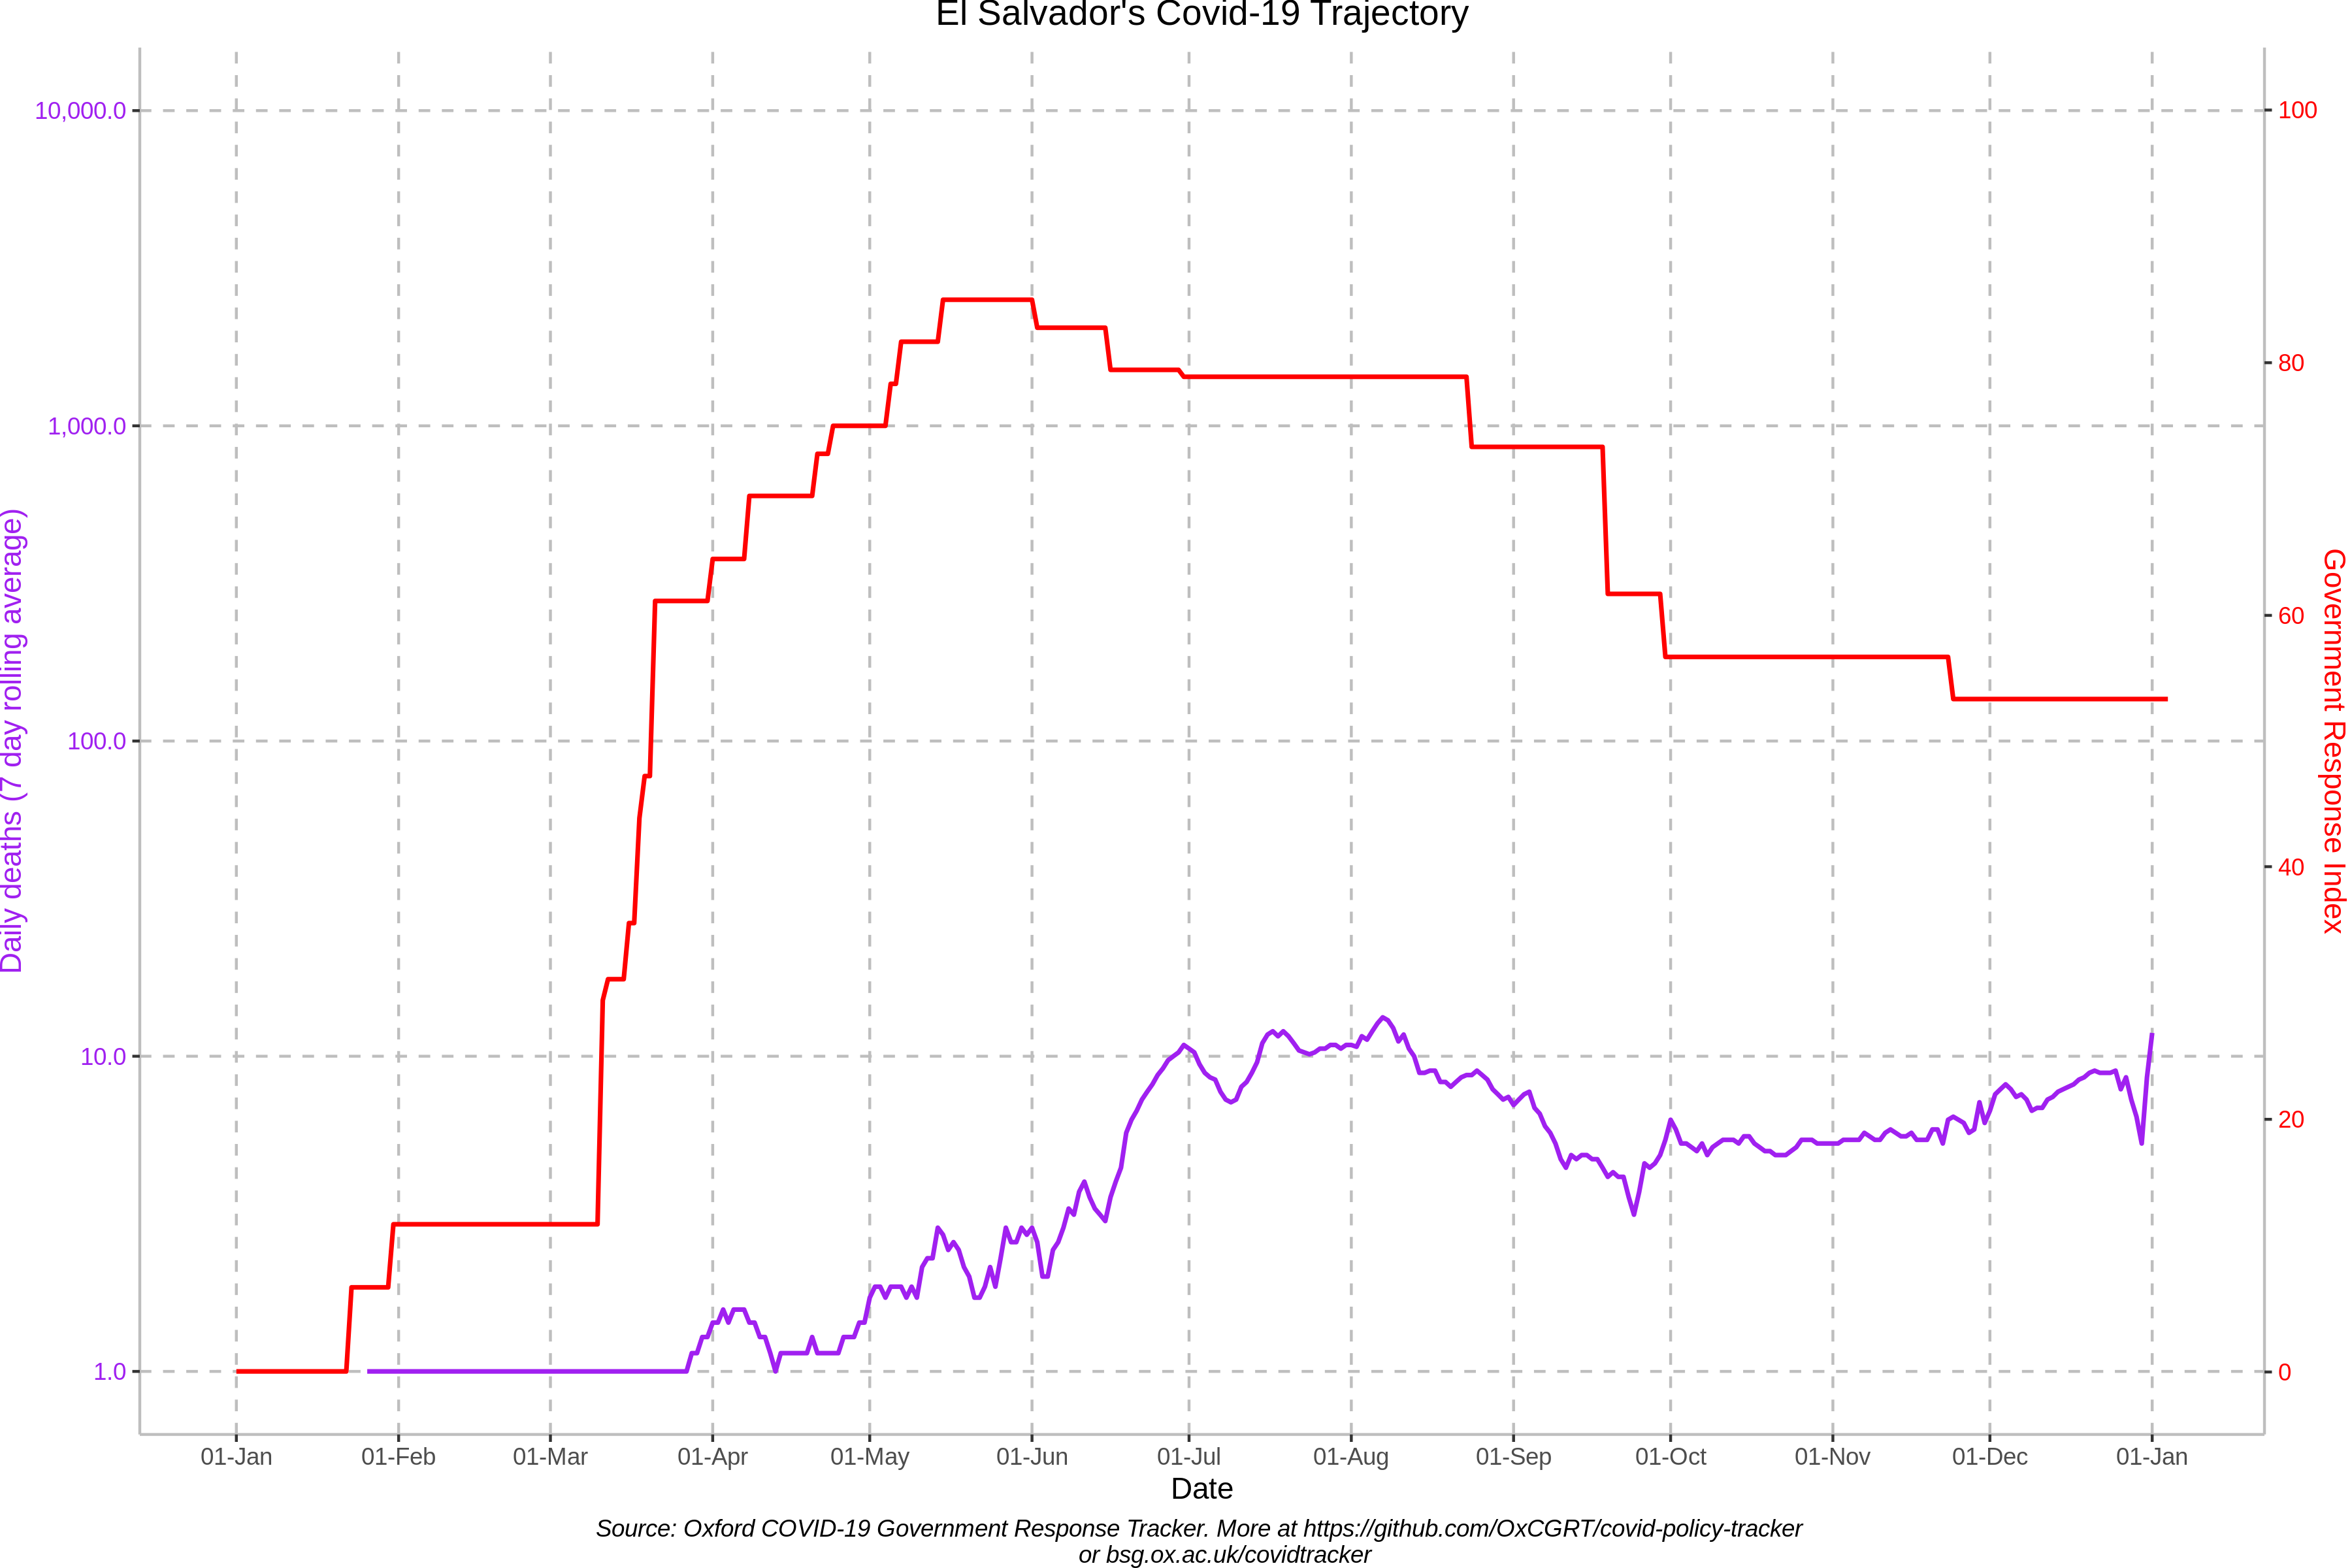 El Salvador's Covid-19 Trajectory
10,000.0
1,000.0
100.0
10.0
1.0
Daily deaths (7 day rolling average)
100
80
60
40
20
0
Government Response Index
01-Jan 01-Feb 01-Mar 01-Apr 01-May 01-Jun 01-Jul 01-Aug 01-Sep 01-Oct 01-Nov 01-Dec 01-Jan
Date
Source: Oxford COVID-19 Government Response Tracker. More at https://github.com/OxCGRT/covid-policy-tracker
or bsg.ox.ac.uk/covidtracker